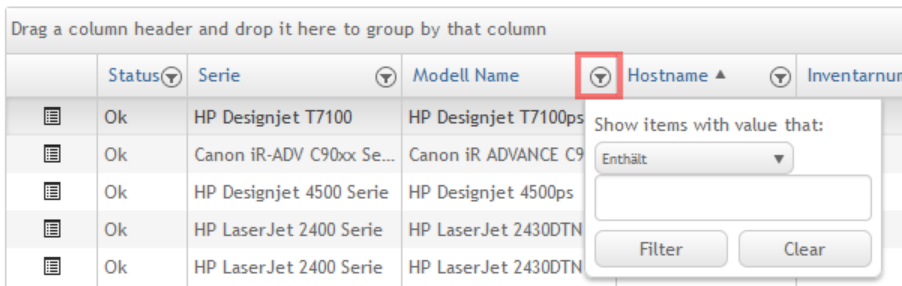 Drag a column header and drop it here to group by that column
Status Serie Modell Name Hostname ▲ Inventarnur
Ok HP Designjet T7100 HP Designjet T7100ps
Show items with value that:
Ok Canon iR-ADV C90xx Se... Canon iR ADVANCE C9
Enthält ▼
Ok HP Designjet 4500 Serie HP Designjet 4500ps
Ok HP LaserJet 2400 Serie HP LaserJet 2430DTN
Filter Clear
Ok HP LaserJet 2400 Serie HP LaserJet 2430DTN